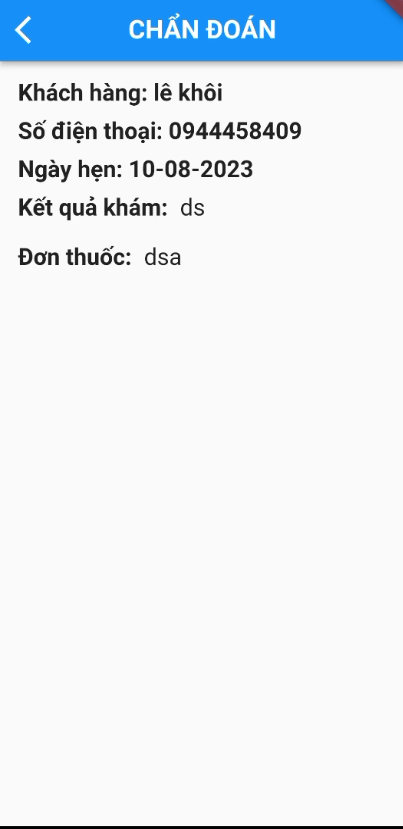 CHẨN ĐOÁN
Khách hàng: lê khôi
Số điện thoại: 0944458409
Ngày hẹn: 10-08-2023
Kết quả khám: ds
Đơn thuốc: dsa